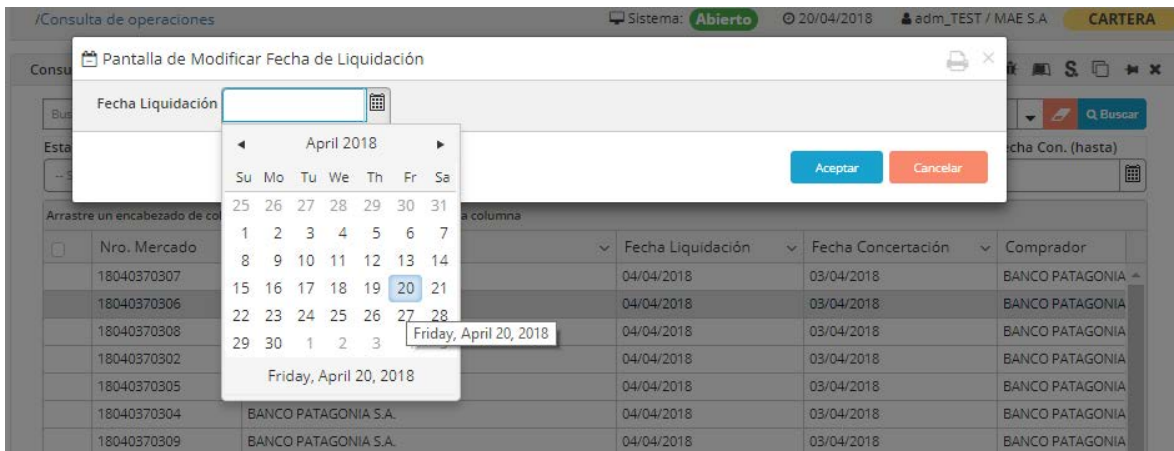 /Consulta de operaciones Sistema: Abierto 20/04/2018 adm_TEST / MAE S.A CARTERA
Pantalla de Modificar Fecha de Liquidación
Fecha Liquidación
Buscar
cha Con. (hasta)
Aceptar Cancelar
April 2018
Su Mo Tu We Th Fr Sa
25 26 27 28 29 30 31
1 2 3 4 5 6 7
8 9 10 11 12 13 14
15 16 17 18 19 20 21
22 23 24 25 26 27 28
29 30 1 2 3
Friday, April 20, 2018
Friday, April 20, 2018
Arrastre un encabezado de col a columna
Nro. Mercado Fecha Liquidación Fecha Concertación Comprador
18040370307 04/04/2018 03/04/2018 BANCO PATAGONIA
18040370306 04/04/2018 03/04/2018 BANCO PATAGONIA
18040370308 04/04/2018 03/04/2018 BANCO PATAGONIA
18040370302 04/04/2018 03/04/2018 BANCO PATAGONIA
18040370305 04/04/2018 03/04/2018 BANCO PATAGONIA
18040370304 BANCO PATAGONIA S.A. 04/04/2018 03/04/2018 BANCO PATAGONIA
18040370309 BANCO PATAGONIA S.A. 04/04/2018 03/04/2018 BANCO PATAGONIA